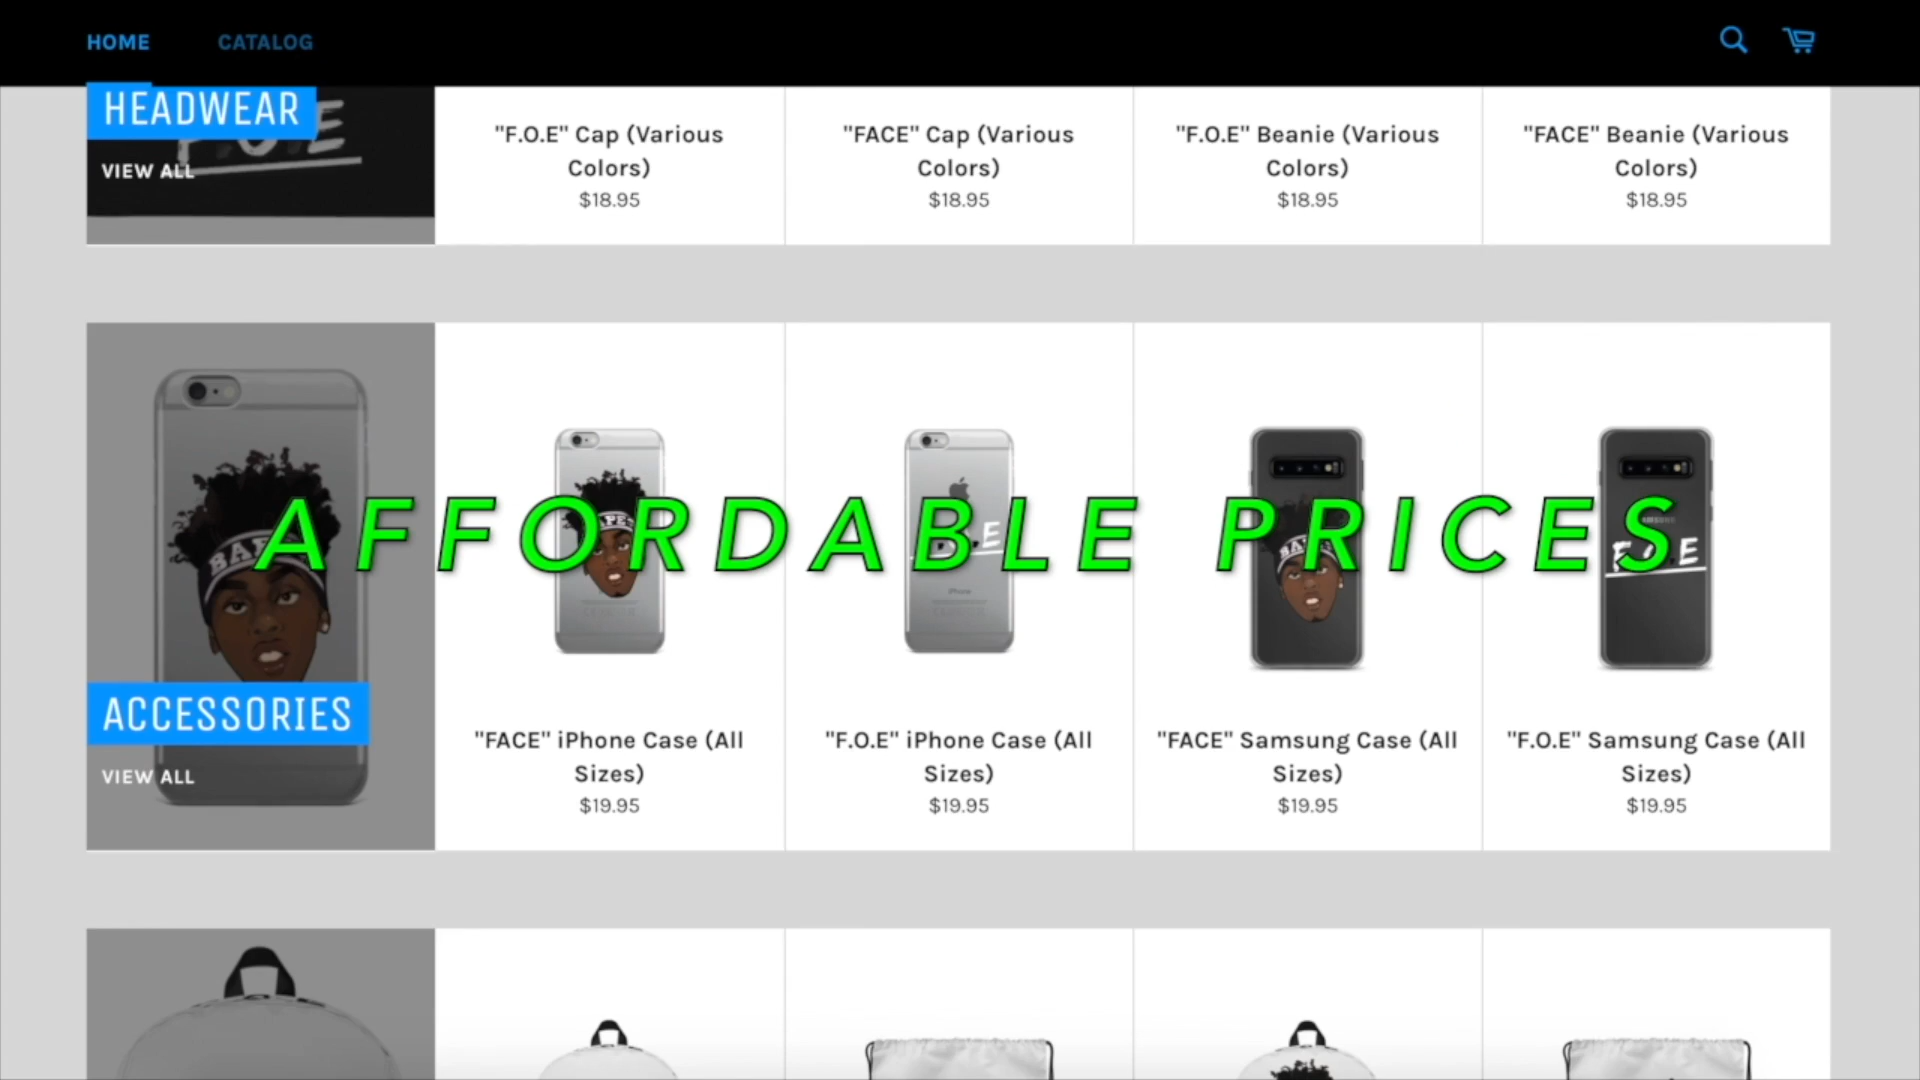 HOME CATALOG
HEADWEAR
VIEW ALL
"F.O.E" Cap (Various
Colors)
$18.95
"FACE" Cap (Various
Colors)
$18.95
"F.O.E" Beanie (Various
Colors)
$18.95
"FACE" Beanie (Various
Colors)
$18.95
AFFORDABLE PRICES
ACCESSORIES
VIEW ALL
"FACE" iPhone Case (All
Sizes)
$19.95
"F.O.E" iPhone Case (All
Sizes)
$19.95
"FACE" Samsung Case (All
Sizes)
$19.95
"F.O.E" Samsung Case (All
Sizes)
$19.95